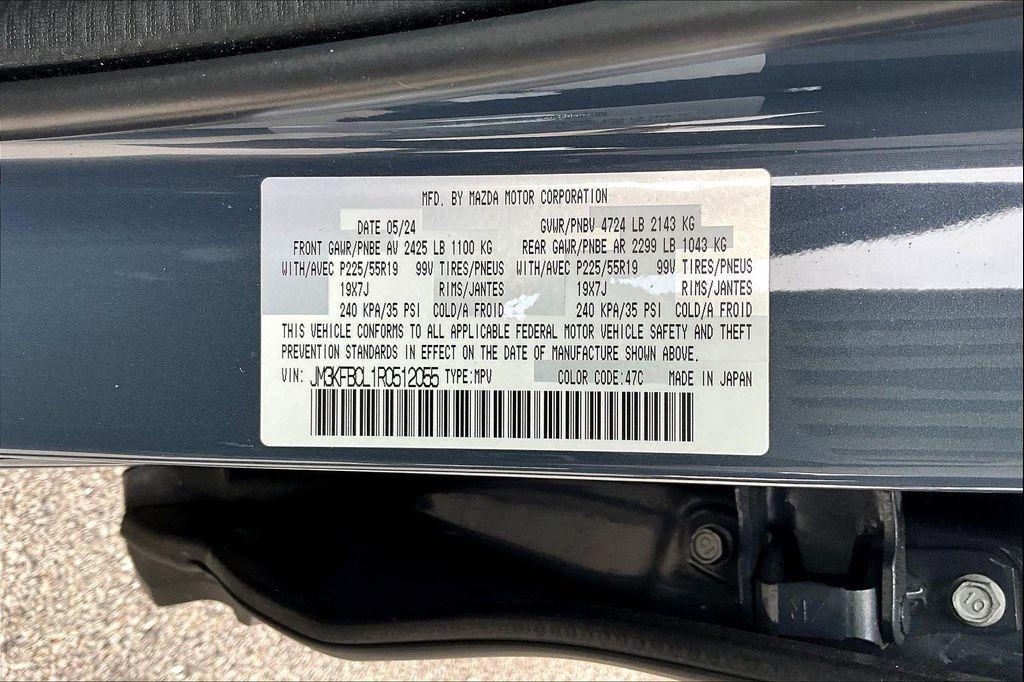 MFD. BY MAZDA MOTOR CORPORATION
DATE 05/24 GVWR/PNBV 4724 LB 2143 KG
FRONT GAWR/PNBE AV 2425 LB 1100 KG REAR GAWR/PNBE AR 2299 LB 1043 KG
WITH/AVEC P225/55R19 99V TIRES/PNEUS WITH/AVEC P225/55R19 99V TIRES/PNEUS
19X7J RIMS/JANTES 19X7J RIMS/JANTES
240 KPA/35 PSI COLD/A FROID 240 KPA/35 PSI COLD/A FROID
THIS VEHICLE CONFORMS TO ALL APPLICABLE FEDERAL MOTOR VEHICLE SAFETY AND THEFT
PREVENTION STANDARDS IN EFFECT ON THE DATE OF MANUFACTURE SHOWN ABOVE.
VIN: JM3KFBCL1R0512055 TYPE:MPV COLOR CODE:47C MADE IN JAPAN
10